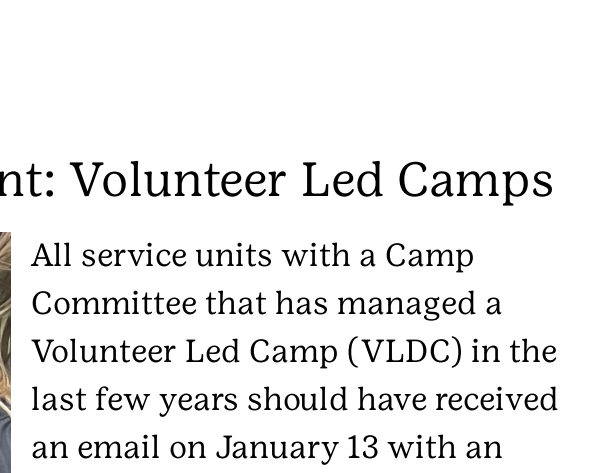 nt: Volunteer Led Camps
All service units with a Camp
Committee that has managed a
Volunteer Led Camp (VLDC) in the
last few years should have received
an email on January 13 with an